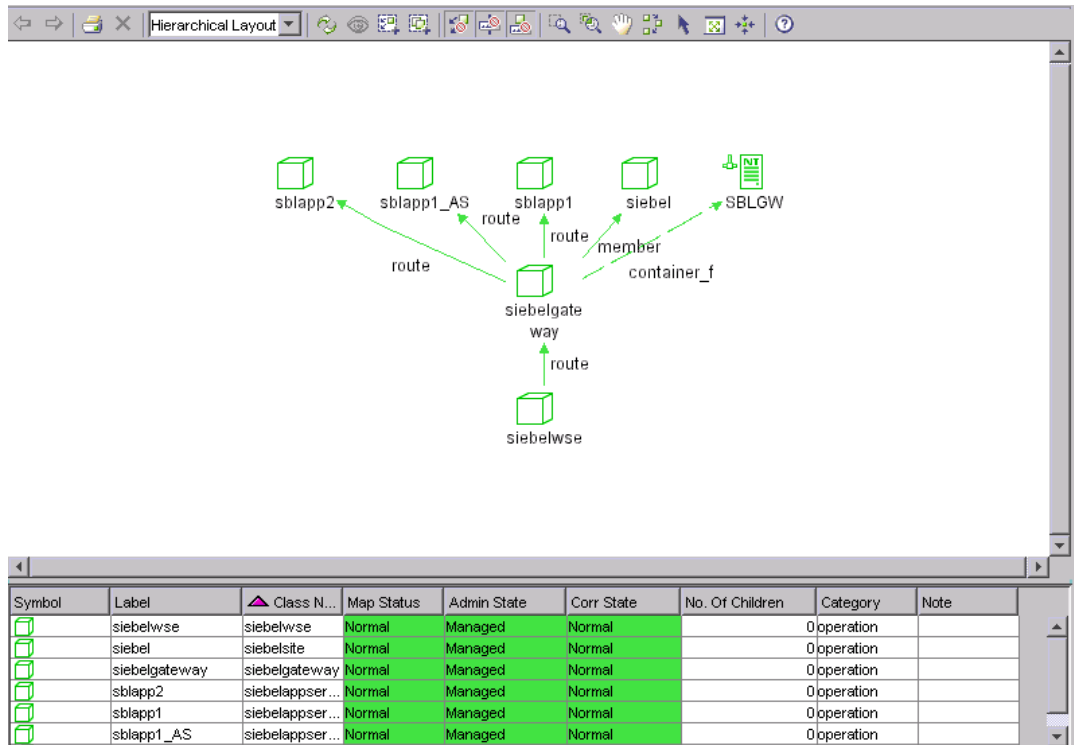 Hierarchical Layout
NT
sblapp2
sblapp1_AS
sblapp1
siebel
SBLGW
route
route
member
route
container_f
siebelgate
way
route
siebelwse
Symbol Label Class N... Map Status Admin State Corr State No. Of Children Category Note
siebelwse siebelwse Normal Managed Normal 0 operation
siebel siebelsite Normal Managed Normal 0 operation
siebelgateway siebelgateway Normal Managed Normal 0 operation
sblapp2 siebelappser... Normal Managed Normal 0 operation
sblapp1 siebelappser... Normal Managed Normal 0 operation
sblapp1_AS siebelappser... Normal Managed Normal 0 operation